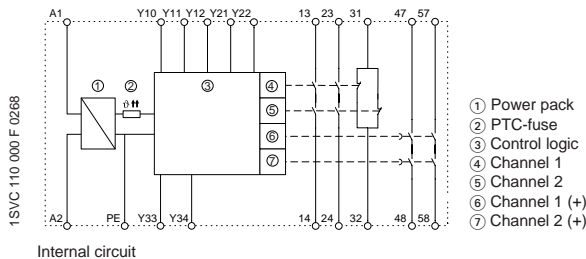 A1 Y10 Y11 Y12 Y21 Y22 13 23 31 47 57
1SVC 110 000 F 0268
① ② ③ ④
ϑ
⑤
⑥
⑦
A2 PE Y33 Y34 14 24 32 48 58
① Power pack
② PTC-fuse
③ Control logic
④ Channel 1
⑤ Channel 2
⑥ Channel 1 (+)
⑦ Channel 2 (+)
Internal circuit